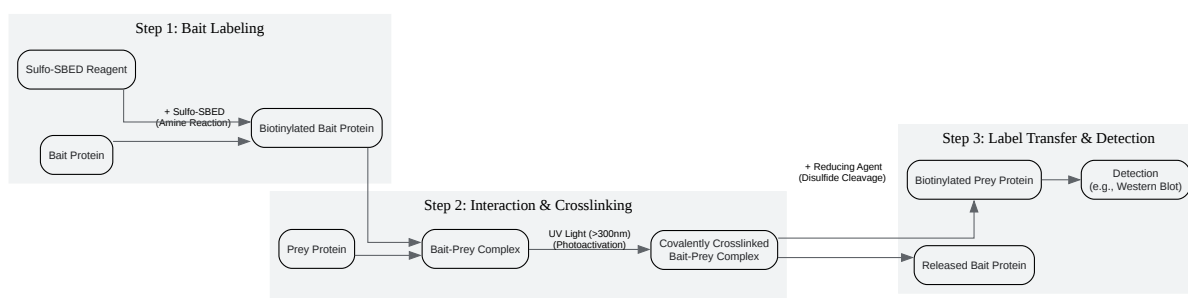 Step 1: Bait Labeling
Sulfo-SBED Reagent
+ Sulfo-SBED
(Amine Reaction)
Biotinylated Bait Protein
Bait Protein
Step 2: Interaction & Crosslinking
Prey Protein
Bait-Prey Complex
UV Light (>300nm)
(Photoactivation)
Covalently Crosslinked
Bait-Prey Complex
+ Reducing Agent
(Disulfide Cleavage)
Step 3: Label Transfer & Detection
Biotinylated Prey Protein
Detection
(e.g., Western Blot)
Released Bait Protein